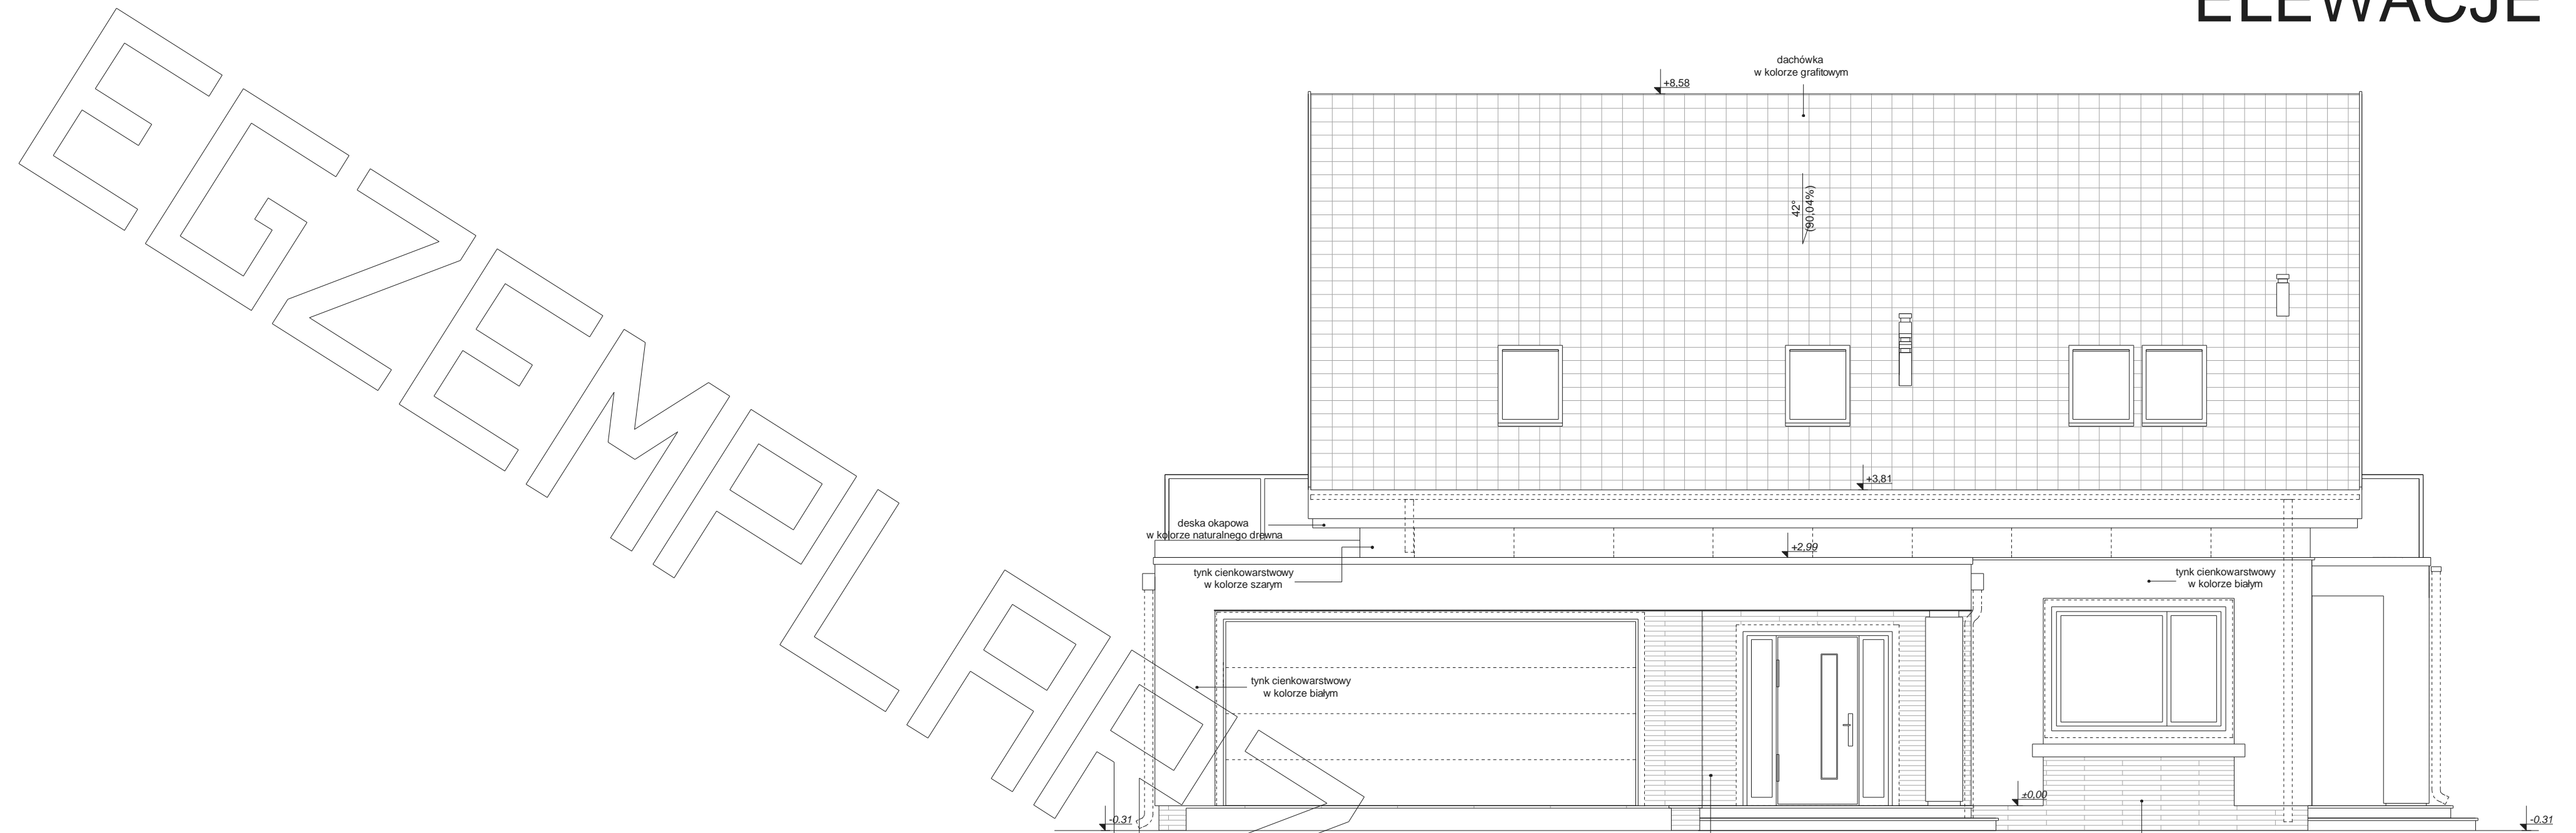 ELEWACJE
dachówka
w kolorze grafitowym
+8,58
42°
(90,04%)
+3,81
deska okapowa
w kolorze naturalnego drewna
+2,99
tynk cienkowarstwowy
w kolorze szarym
tynk cienkowarstwowy
w kolorze białym
tynk cienkowarstwowy
w kolorze białym
±0,00
-0.31
-0.31
EGZEMPLARZ